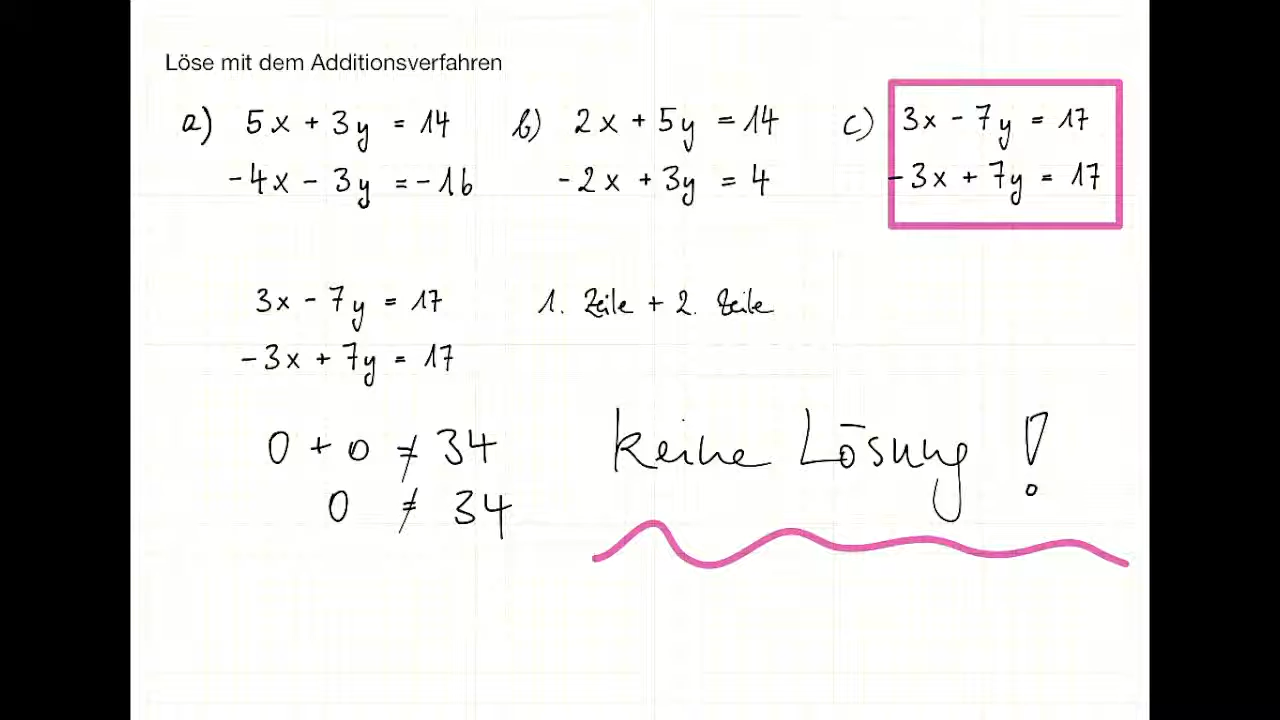 Löse mit dem Additionsverfahren
a) 5x + 3y = 14 b) 2x + 5y = 14 c) 3x - 7y = 17
-4x - 3y = -16 -2x + 3y = 4 -3x + 7y = 17
3x - 7y = 17 1. Zeile + 2. Zeile
-3x + 7y = 17
0 + 0 ≠ 34 keine Lösung !
0 ≠ 34